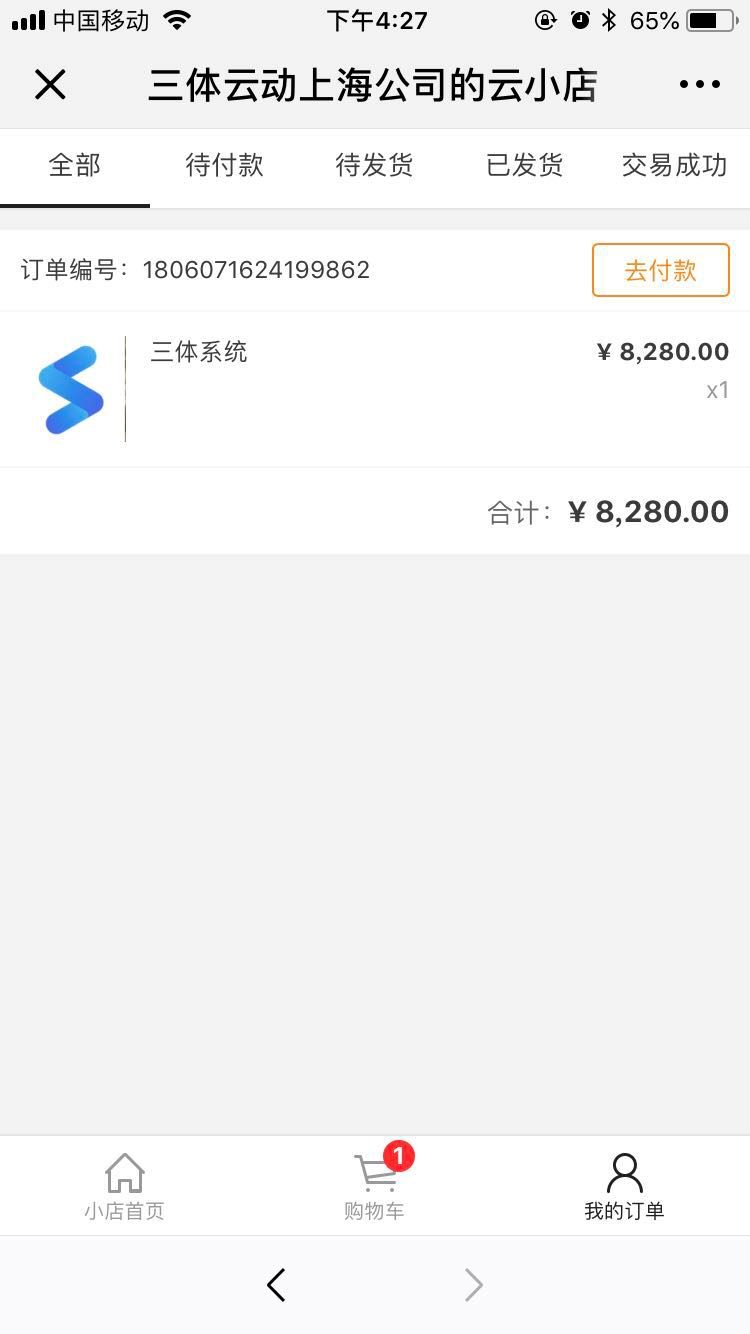 中国移动 下午4:27 65%
三体云动上海公司的云小店
全部 待付款 待发货 已发货 交易成功
订单编号：1806071624199862 去付款
三体系统 ¥ 8,280.00
x1
合计：¥ 8,280.00
1
小店首页 购物车 我的订单